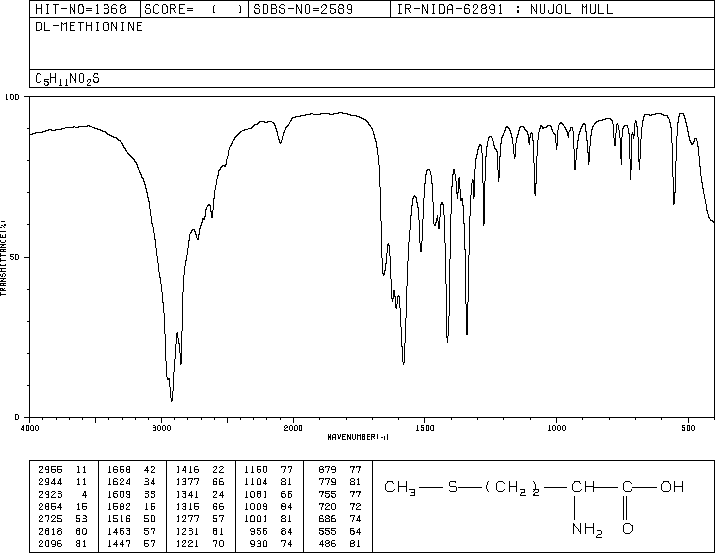 HIT-NO=1368 SCORE= ( ) SDBS-NO=2589 IR-NIDA-62891 : NUJOL MULL
DL-METHIONINE
C₅H₁₁NO₂S
100
50
0
TRANSMITTANCE(%)
4000 3000 2000 1500 1000 500
WAVENUMBER(-1)
2955 11 1658 42 1416 22 1160 77 879 77
2944 11 1624 34 1377 66 1104 81 779 81
2923 4 1609 33 1341 24 1081 66 755 77
2854 15 1582 15 1315 66 1009 84 720 72
2725 53 1516 50 1277 57 1001 81 686 74
2618 60 1463 57 1231 81 956 84 555 64
2096 81 1447 57 1221 70 930 74 486 81
CH₃—S—(CH₂)₂—CH—C—OH
NH₂ O